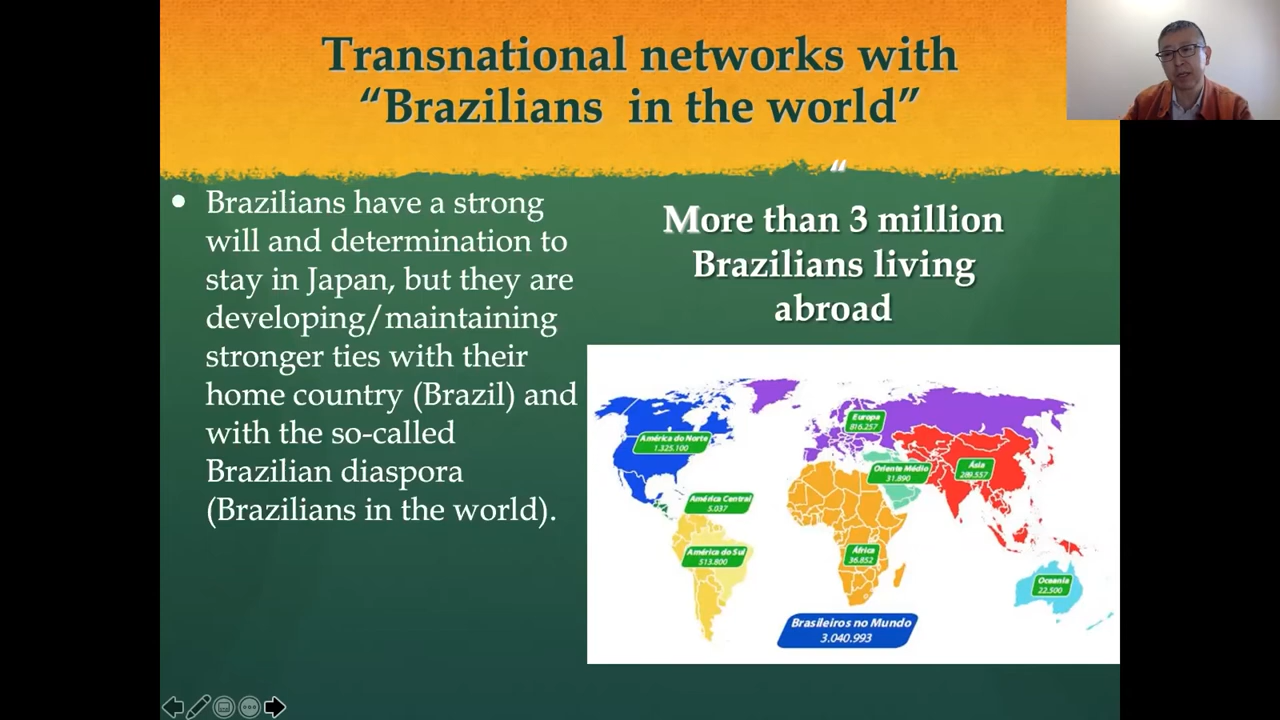 Transnational networks with
“Brazilians in the world”
Brazilians have a strong
will and determination to
stay in Japan, but they are
developing/maintaining
stronger ties with their
home country (Brazil) and
with the so-called
Brazilian diaspora
(Brazilians in the world).
“
More than 3 million
Brazilians living
abroad
América do Norte
1.325.100
Europa
816.257
Oriente Médio
31.890
Ásia
289.557
América Central
5.037
América do Sul
513.800
África
36.852
Oceania
22.500
Brasileiros no Mundo
3.040.993